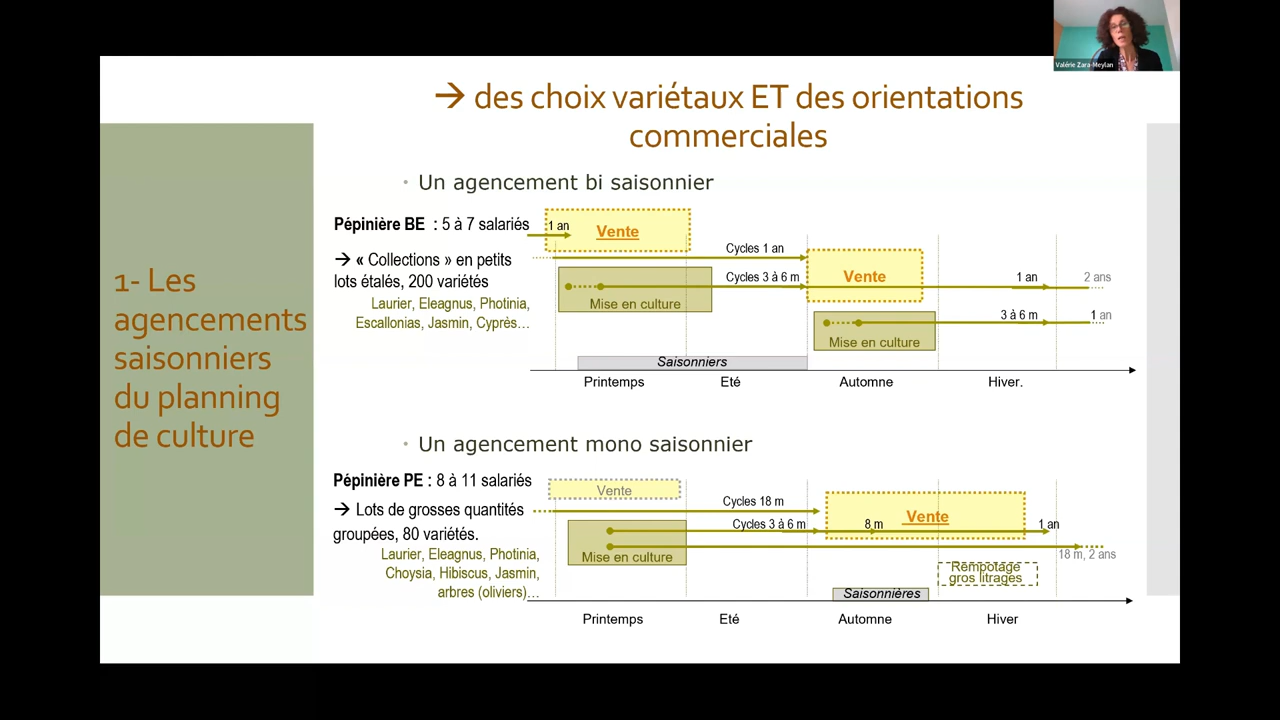 Valérie Zara-Meylan
→ des choix variétaux ET des orientations
commerciales
1- Les
agencements
saisonniers
du planning
de culture
• Un agencement bi saisonnier
Pépinière BE : 5 à 7 salariés
→ « Collections » en petits
lots étalés, 200 variétés
Laurier, Eleagnus, Photinia,
Escallonias, Jasmin, Cyprès…
1 an
Vente
Cycles 1 an
Cycles 3 à 6 m
Vente
1 an
2 ans
Mise en culture
3 à 6 m
1 an
Mise en culture
Saisonniers
Printemps
Eté
Automne
Hiver.
• Un agencement mono saisonnier
Pépinière PE : 8 à 11 salariés
→ Lots de grosses quantités
groupées, 80 variétés.
Laurier, Eleagnus, Photinia,
Choysia, Hibiscus, Jasmin,
arbres (oliviers)…
Vente
Cycles 18 m
Cycles 3 à 6 m
8 m
Vente
1 an
Mise en culture
18 m, 2 ans
Rempotage
gros litrages
Saisonnières
Printemps
Eté
Automne
Hiver